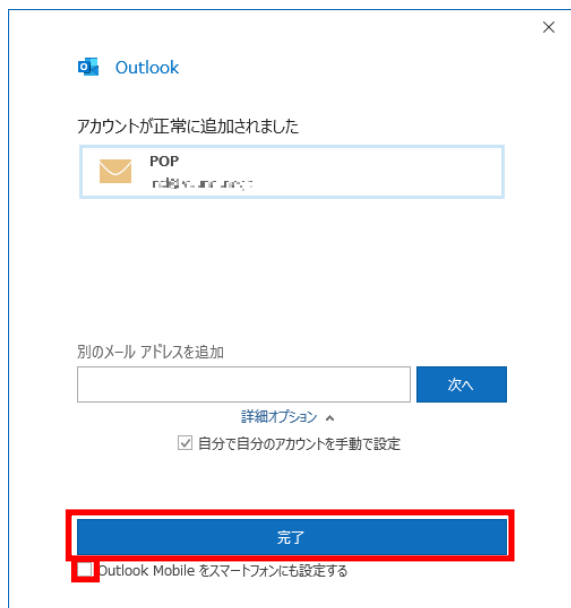 Outlook
アカウントが正常に追加されました
POP
別のメール アドレスを追加
次へ
詳細オプション
自分で自分のアカウントを手動で設定
完了
Outlook Mobile をスマートフォンにも設定する